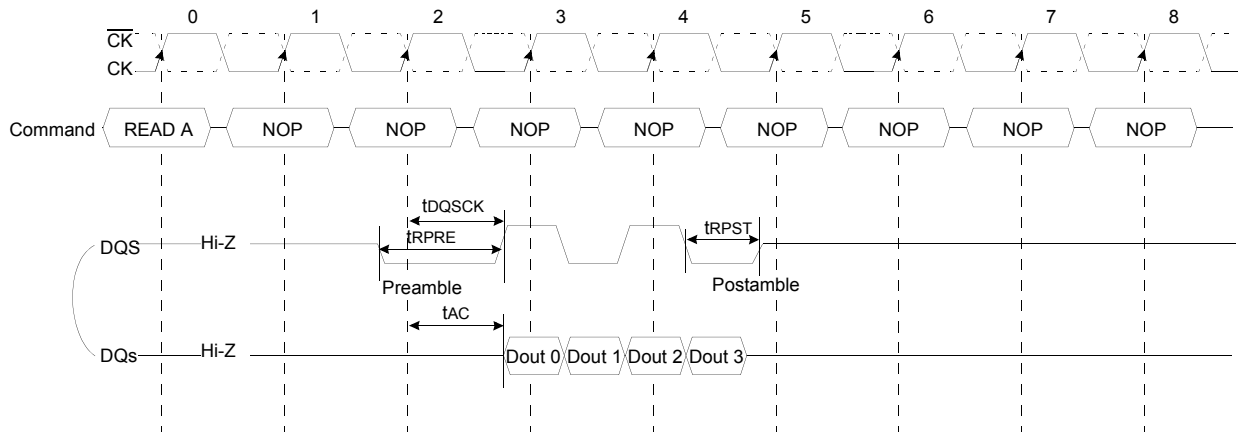 0 1 2 3 4 5 6 7 8
CK
CK
Command READ A NOP NOP NOP NOP NOP NOP NOP NOP
tDQSCK
DQS Hi-Z tRPRE tRPST
Preamble Postamble
tAC
DQs Hi-Z Dout 0 Dout 1 Dout 2 Dout 3